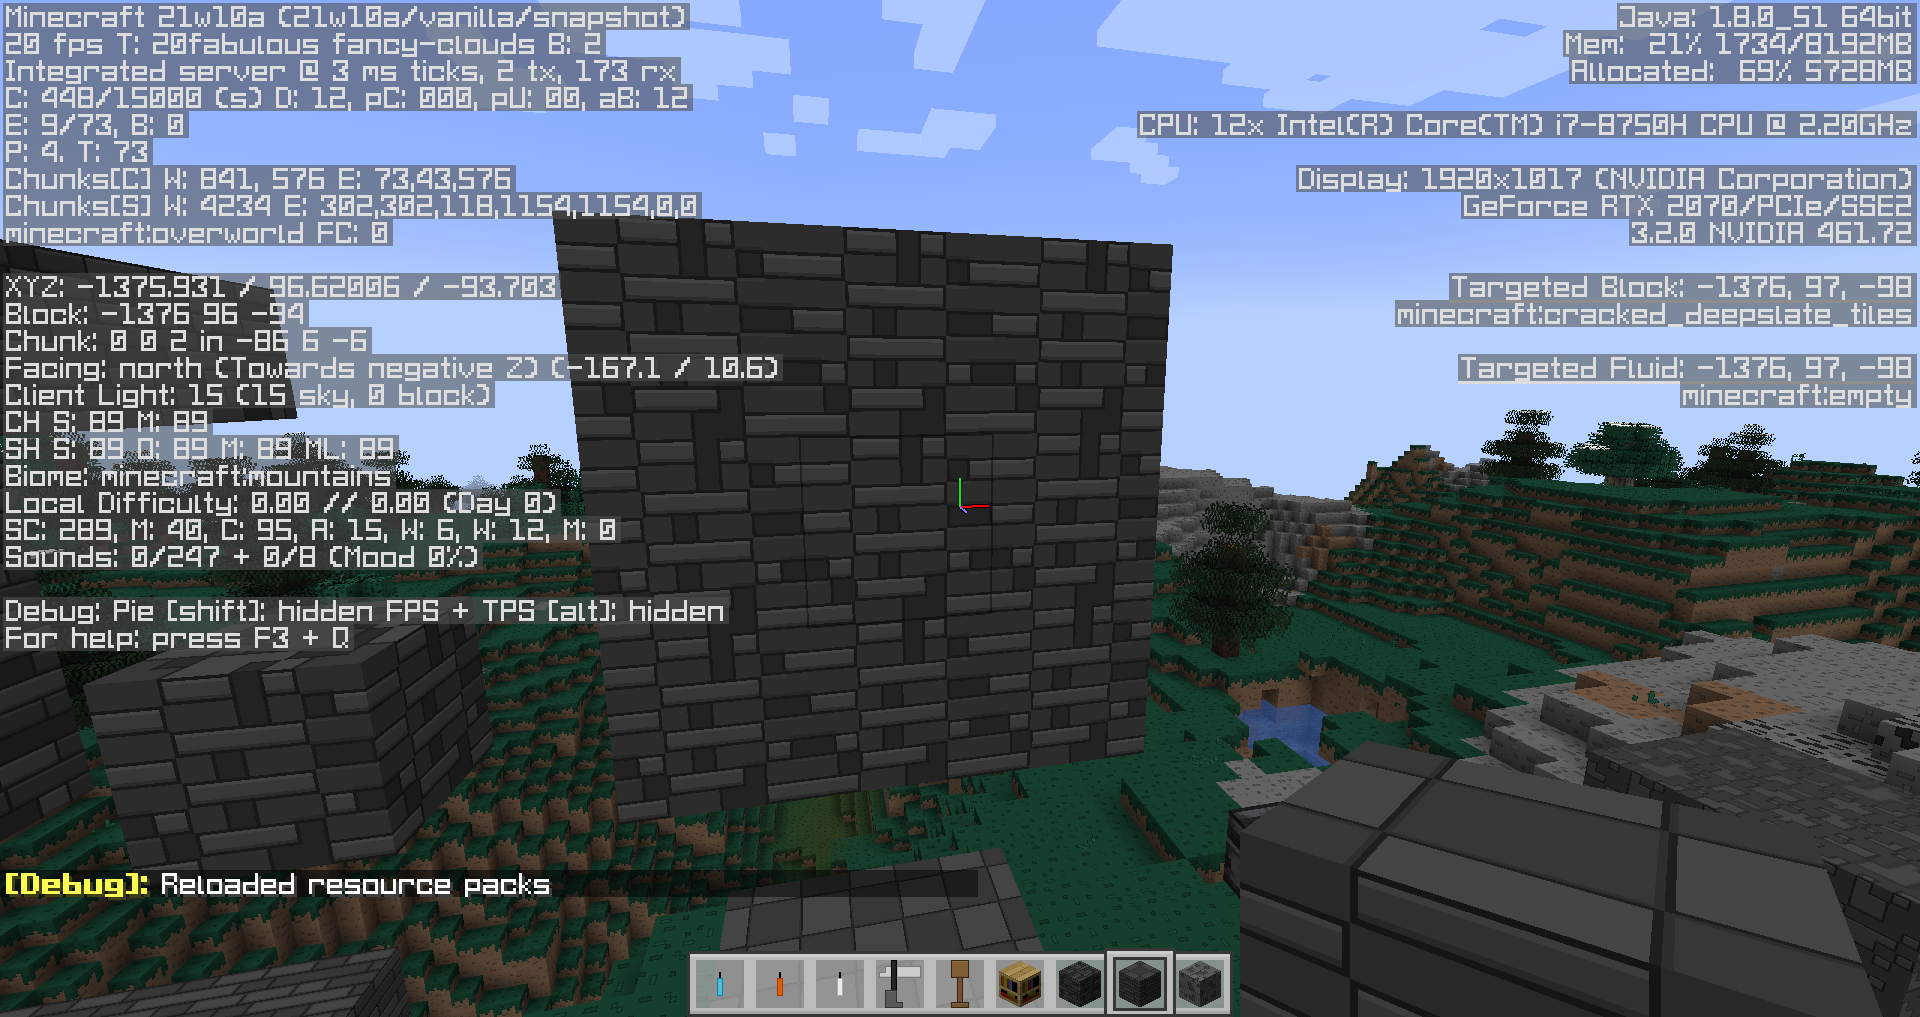 Minecraft 21w10a (21w10a/vanilla/snapshot)
20 fps T: 20fabulous fancy-clouds B: 2
Integrated server @ 3 ms ticks, 2 tx, 173 rx
C: 448/15000 (s) D: 12, pC: 000, pU: 00, aB: 12
E: 9/73, B: 0
P: 4. T: 73
Chunks[C] W: 841, 576 E: 73,43,576
Chunks[S] W: 4234 E: 302,302,118,1154,1154,0,0
minecraft:overworld FC: 0
XYZ: -1375.931 / 96.62006 / -93.703
Block: -1376 96 -94
Chunk: 0 0 2 in -86 6 -6
Facing: north (Towards negative Z) (-167.1 / 10.6)
Client Light: 15 (15 sky, 0 block)
CH S: 89 M: 89
SH S: 89 O: 89 M: 89 ML: 89
Biome: minecraft:mountains
Local Difficulty: 0.00 // 0.00 (Day 0)
SC: 289, M: 40, C: 95, A: 15, W: 6, W: 12, M: 0
Sounds: 0/247 + 0/8 (Mood 0%)
Debug: Pie [shift]: hidden FPS + TPS [alt]: hidden
For help: press F3 + Q
[Debug]: Reloaded resource packs
Java: 1.8.0_51 64bit
Mem: 21% 1734/8192MB
Allocated: 69% 5728MB
CPU: 12x Intel(R) Core(TM) i7-8750H CPU @ 2.20GHz
Display: 1920x1017 (NVIDIA Corporation)
GeForce RTX 2070/PCIe/SSE2
3.2.0 NVIDIA 461.72
Targeted Block: -1376, 97, -98
minecraft:cracked_deepslate_tiles
Targeted Fluid: -1376, 97, -98
minecraft:empty